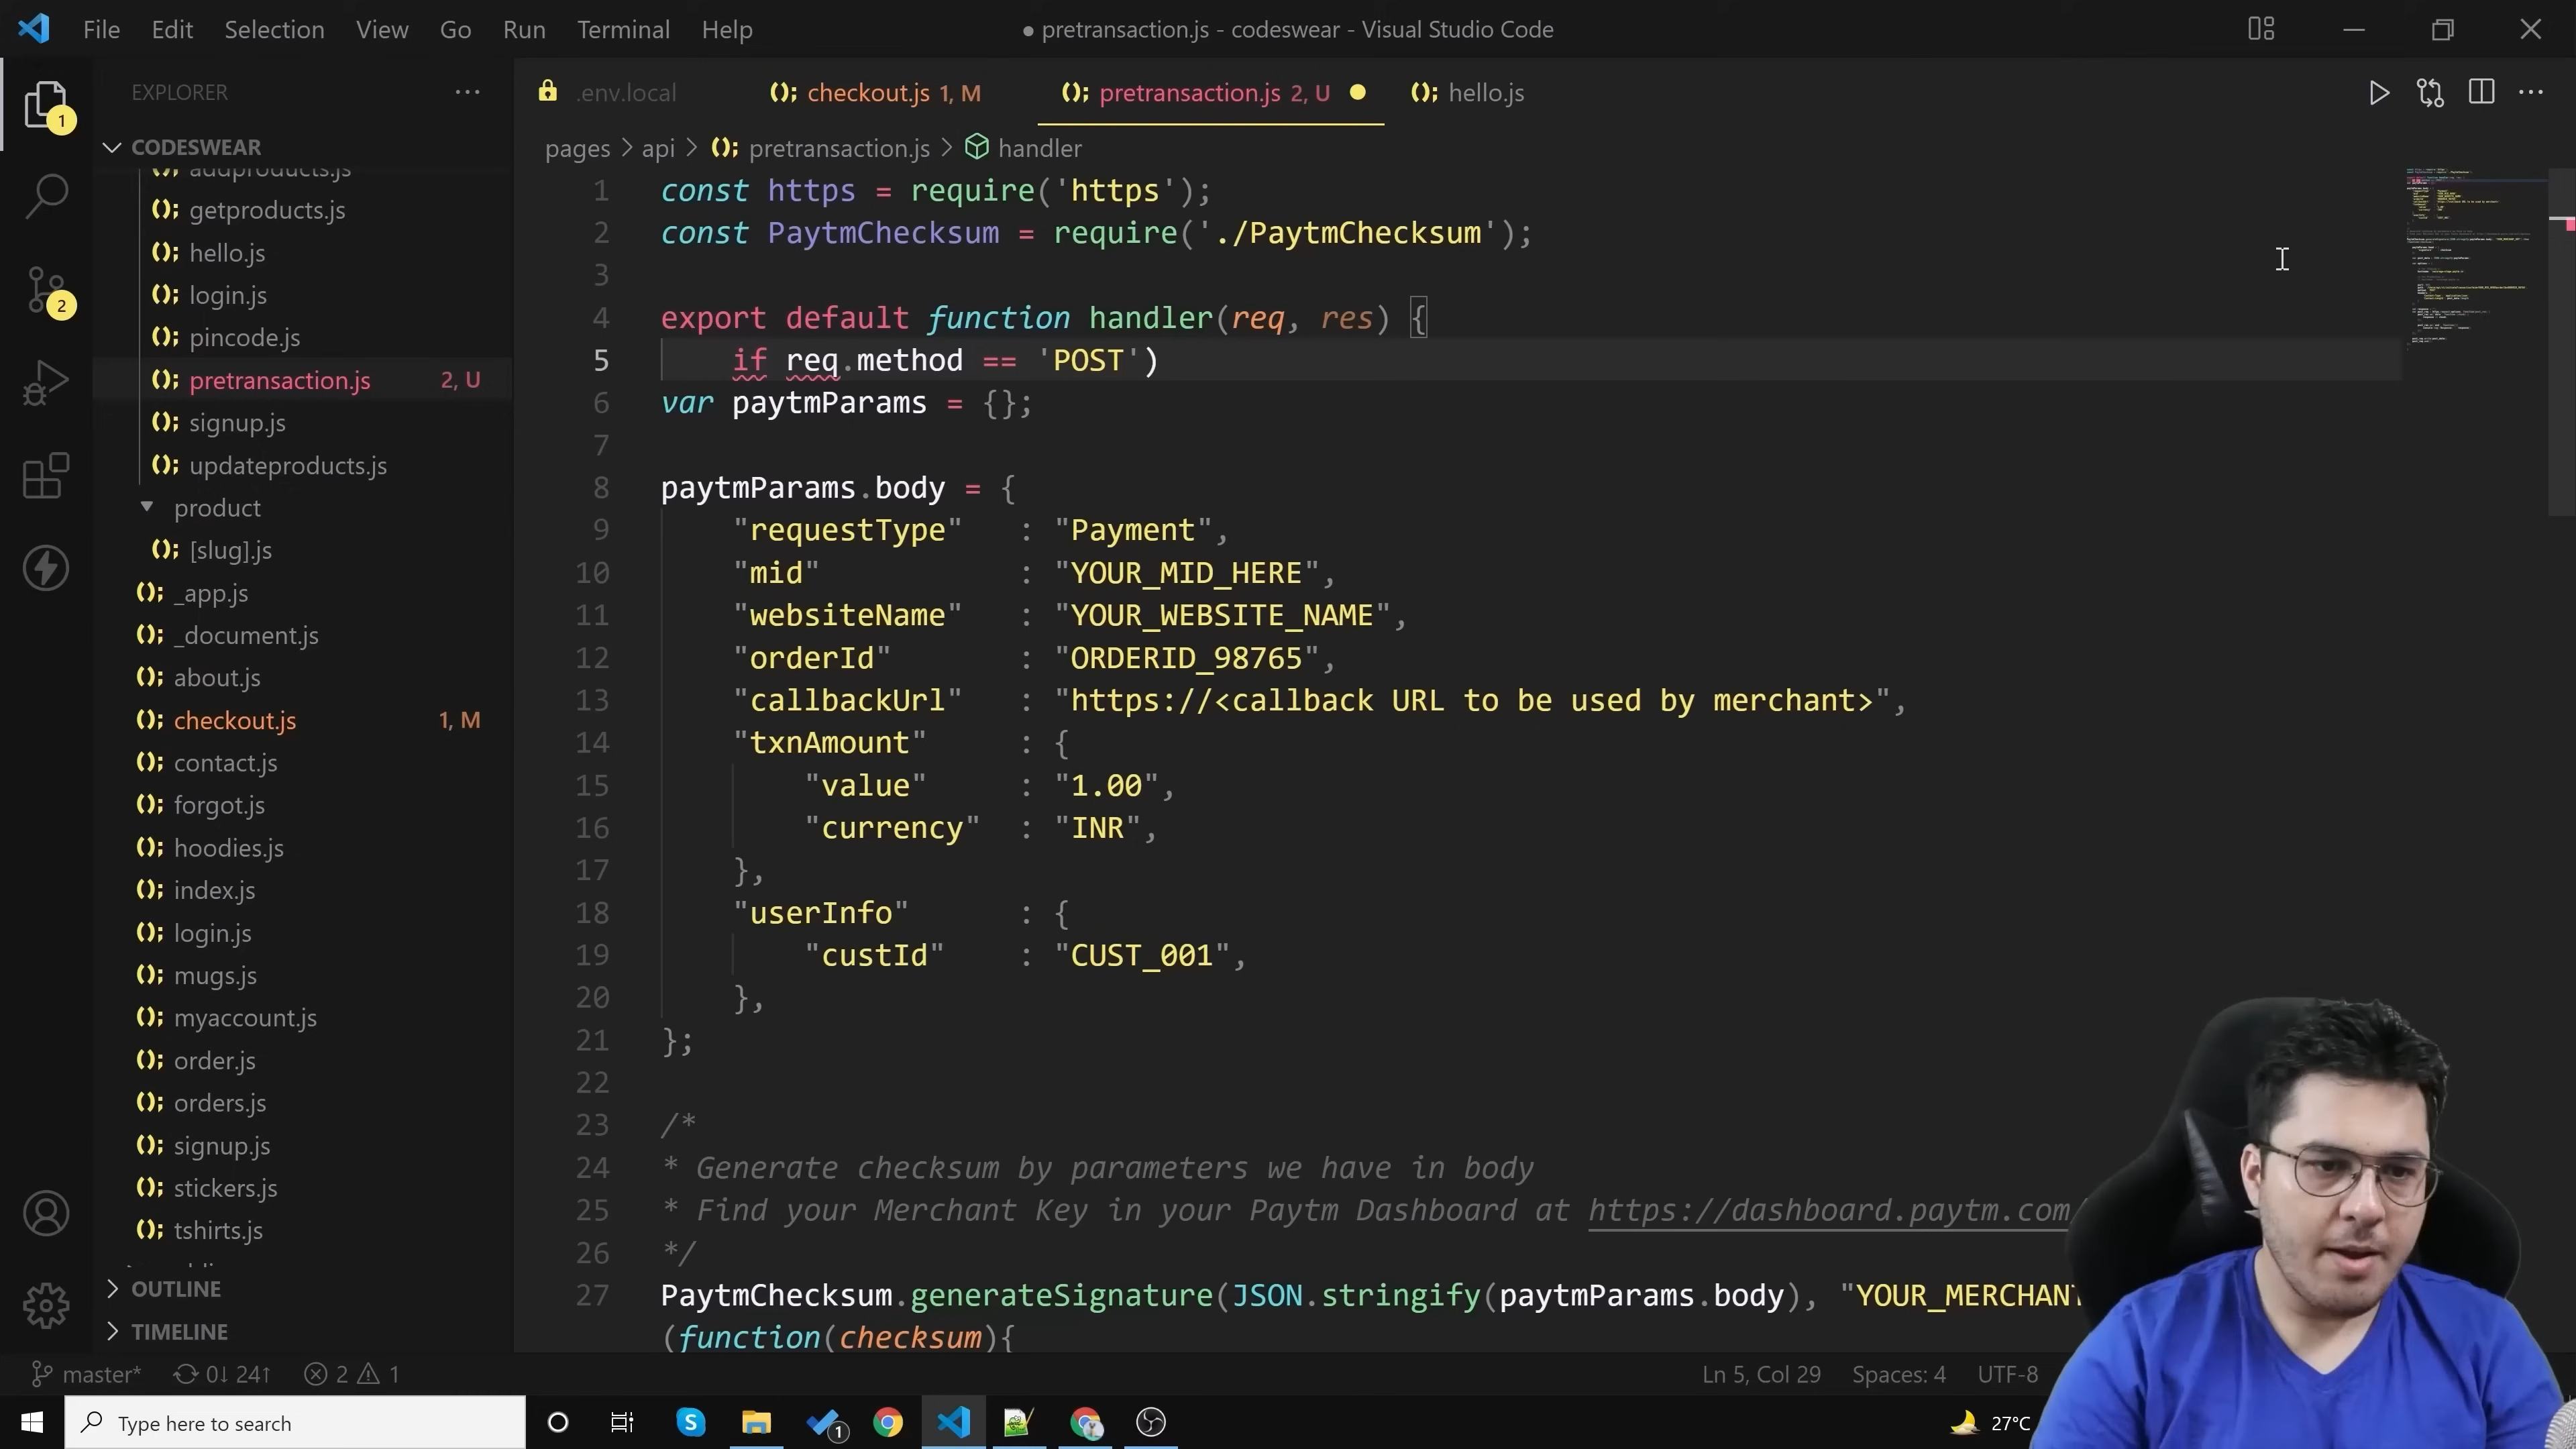 File Edit Selection View Go Run Terminal Help
● pretransaction.js - codeswear - Visual Studio Code
EXPLORER
.env.local
checkout.js 1, M
pretransaction.js 2, U
hello.js
1
CODESWEAR
pages > api > pretransaction.js > handler
addproducts.js
getproducts.js
hello.js
login.js
pincode.js
pretransaction.js 2, U
signup.js
updateproducts.js
product
[slug].js
_app.js
_document.js
about.js
checkout.js 1, M
contact.js
forgot.js
hoodies.js
index.js
login.js
mugs.js
myaccount.js
order.js
orders.js
signup.js
stickers.js
tshirts.js
OUTLINE
TIMELINE
2
1 const https = require('https');
2 const PaytmChecksum = require('./PaytmChecksum');
3
4 export default function handler(req, res) {
5 if req.method == 'POST')
6 var paytmParams = {};
7
8 paytmParams.body = {
9 "requestType" : "Payment",
10 "mid" : "YOUR_MID_HERE",
11 "websiteName" : "YOUR_WEBSITE_NAME",
12 "orderId" : "ORDERID_98765",
13 "callbackUrl" : "https://<callback URL to be used by merchant>",
14 "txnAmount" : {
15 "value" : "1.00",
16 "currency" : "INR",
17 },
18 "userInfo" : {
19 "custId" : "CUST_001",
20 },
21 };
22
23 /*
24 * Generate checksum by parameters we have in body
25 * Find your Merchant Key in your Paytm Dashboard at https://dashboard.paytm.com/
26 */
27 PaytmChecksum.generateSignature(JSON.stringify(paytmParams.body), "YOUR_MERCHANT
(function(checksum){
master* 0↓ 24↑ 2 1
Ln 5, Col 29 Spaces: 4 UTF-8
Type here to search
1
27°C